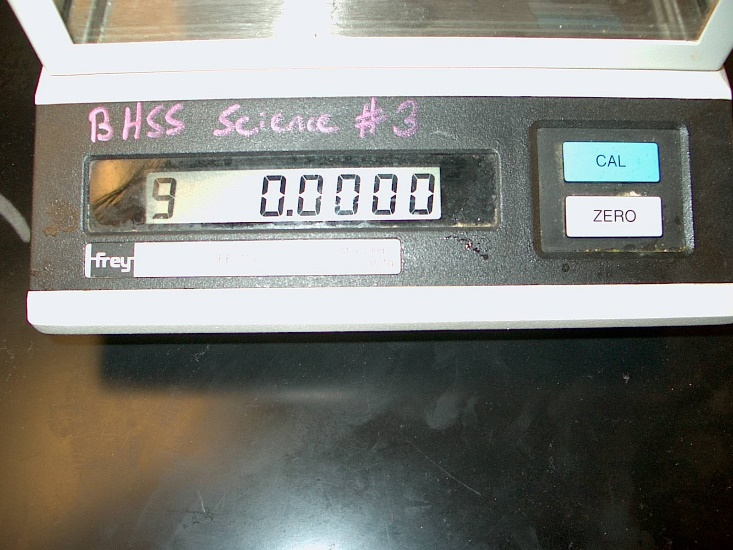 BHSS Science #3
g 0.0000
CAL
ZERO
frey